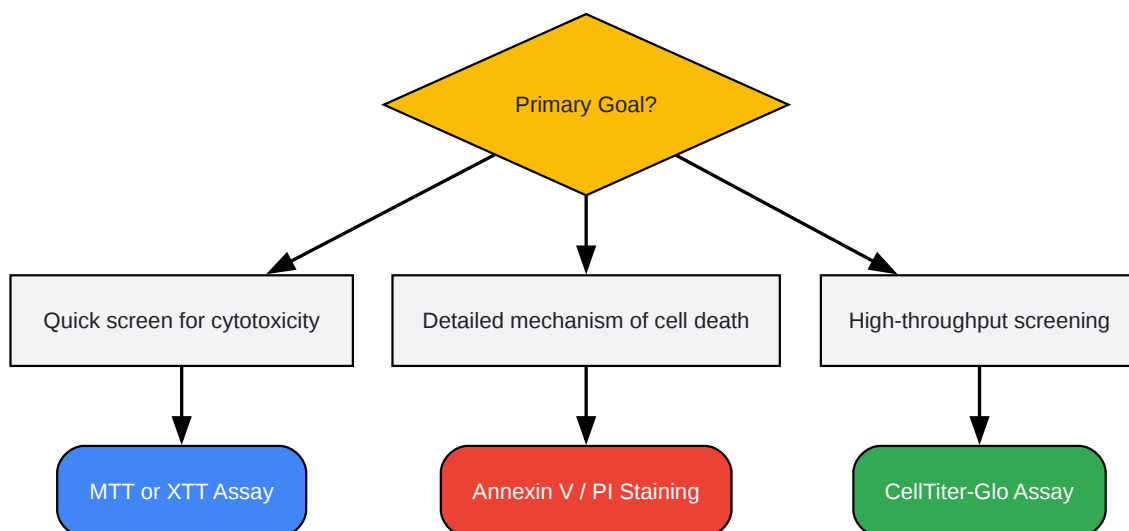 Primary Goal?
Quick screen for cytotoxicity
Detailed mechanism of cell death
High-throughput screening
MTT or XTT Assay
Annexin V / PI Staining
CellTiter-Glo Assay